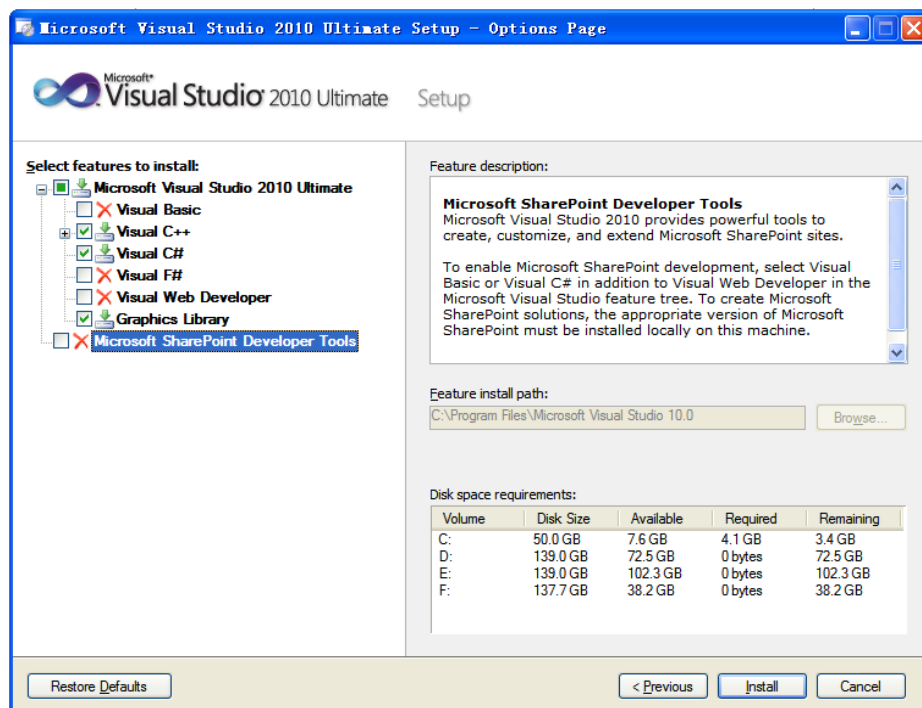 Microsoft Visual Studio 2010 Ultimate Setup - Options Page
Microsoft®
Visual Studio® 2010 Ultimate Setup
Select features to install:
Microsoft Visual Studio 2010 Ultimate
Visual Basic
Visual C++
Visual C#
Visual F#
Visual Web Developer
Graphics Library
Microsoft SharePoint Developer Tools
Feature description:
Microsoft SharePoint Developer Tools
Microsoft Visual Studio 2010 provides powerful tools to
create, customize, and extend Microsoft SharePoint sites.
To enable Microsoft SharePoint development, select Visual
Basic or Visual C# in addition to Visual Web Developer in the
Microsoft Visual Studio feature tree. To create Microsoft
SharePoint solutions, the appropriate version of Microsoft
SharePoint must be installed locally on this machine.
Feature install path:
C:\Program Files\Microsoft Visual Studio 10.0 Browse...
Disk space requirements:
Volume Disk Size Available Required Remaining
C: 50.0 GB 7.6 GB 4.1 GB 3.4 GB
D: 139.0 GB 72.5 GB 0 bytes 72.5 GB
E: 139.0 GB 102.3 GB 0 bytes 102.3 GB
F: 137.7 GB 38.2 GB 0 bytes 38.2 GB
Restore Defaults < Previous Install Cancel